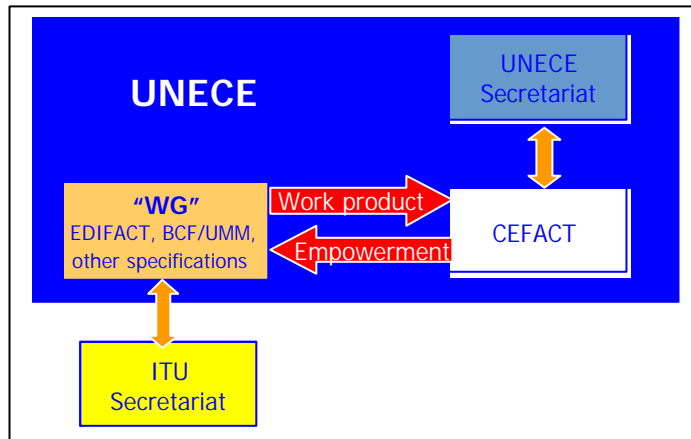 UNECE
UNECE
Secretariat
“WG”
EDIFACT, BCF/UMM,
other specifications
Work product
Empowerment
CEFACT
ITU
Secretariat